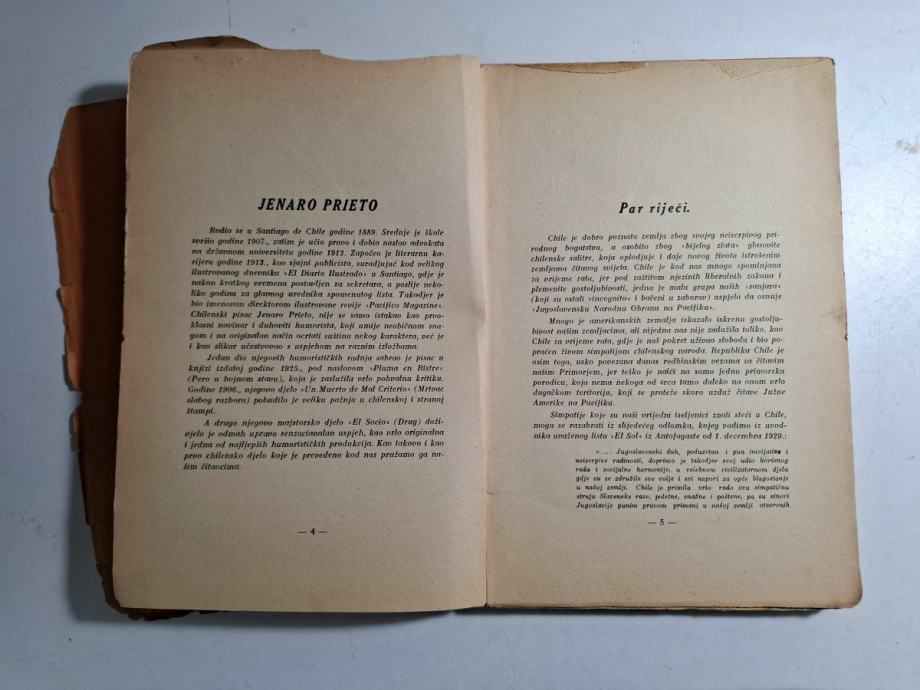 JENARO PRIETO
Rodio se u Santiago de Chile godine 1889. Srednje je škole
svršio godine 1907., zatim je učio pravo i dobio naslov advokata
na državnom univerzitetu godine 1912. Započeo je literarnu ka-
rijeru godine 1913., kao sjajni publicista, suradjujuć kod velikog
ilustrovanog dnevnika »El Diario Ilustrado« u Santiago, gdje je
nakon kratkog vremena postavljen za sekretara, a poslije neko-
liko godina za glavnog urednika spomenutog lista. Takodjer je
bio imenovan direktorom ilustrovane revije »Pacifico Magazine«.
Chilenski pisac Jenaro Prieto, nije se samo istakao kao prvo-
klasni novinar i duhoviti humorista, koji umije neobičnom sna-
gom i na originalan način ocrtati suštinu nekog karaktera, već je
i kao slikar učestvovao s uspjehom na raznim izložbama.
Jedan dio njegovih humorističkih radnja sabrao je pisac u
knjizi izdatoj godine 1925., pod naslovom »Pluma en Ristre«
(Pero u bojnom stavu), koja je zaslužila vrlo pohvalnu kritiku.
Godine 1906., njegovo djelo »Un Muerto de Mal Criterio« (Mrtvac
slabog razbora) pobudilo je veliku pažnju u chilenskoj i stranoj
štampi.
A drugo njegovo majstorsko djelo »El Socio« (Drug) doži-
vjelo je odmah upravo senzacionalan uspjeh, kao vrlo originalna
i jedna od najljepših humorističkih produkcija. Kao takovu i kao
prvo chilensko djelo koje je prevedeno kod nas pružamo ga na-
šim čitaocima.
— 4 —
Par riječi.
Chile je dobro poznata zemlja zbog svojeg neiscrpivog pri-
rodnog bogatstva, a osobito zbog »bijelog zlata« glasovite
chilenske salitre, koja oplodjuje i daje novog života istrošenim
zemljama čitavog svijeta. Chile je kod nas mnogo spominjana
za vrijeme rata, jer pod zaštitom njezinih liberalnih zakona i
plemenite gostoljubivosti, jedna je mala grupa naših »sanjara«
(koji su ostali »incognito« i bačeni u zaborav) uspjela da osnuje
»Jugoslavensku Narodnu Obranu na Pacifiku«.
Mnogo je amerikanskih zemalja iskazalo iskrenu gostolju-
bivost našim zemljacima, ali nijedna nas nije zadužila toliko, kao
Chile za vrijeme rata, gdje je naš pokret uživao slobodu i bio po-
praćen živom simpatijom chilenskog naroda. Republika Chile je
osim toga, usko povezana danas rodbinskim vezama sa čitavim
našim Primorjem, jer teško je naići na samo jednu primorsku
porodicu, koja nema nekoga od srca tamo daleko na onom vrlo
dugačkom teritoriju, koji se proteže skoro uzduž čitave Južne
Amerike na Pacifiku.
Simpatije koje su naši vrijedni iseljenici znali steći u Chile,
mogu se razabrati iz slijedećeg odlomka, kojeg vadimo iz uvod-
nika uvaženog lista »El Sol« iz Antofagaste od 1. decembra 1929.:
».... Jugoslavenski duh, poduzetan i pun inicijative i
neiscrpive radinosti, doprinio je takodjer svoj udio korisnog
rada i socijalne harmonije, u velebnom civilizatornom djelu
gdje su se združile sve volje i svi napori za opće blagostanje
u našoj zemlji. Chile je primila vrlo rado ovu simpatičnu
struju Slavenske rase, poletne, snažne i poštene, pa su sinovi
Jugoslavije punim pravom primani u našoj zemlji otvorenih
— 5 —